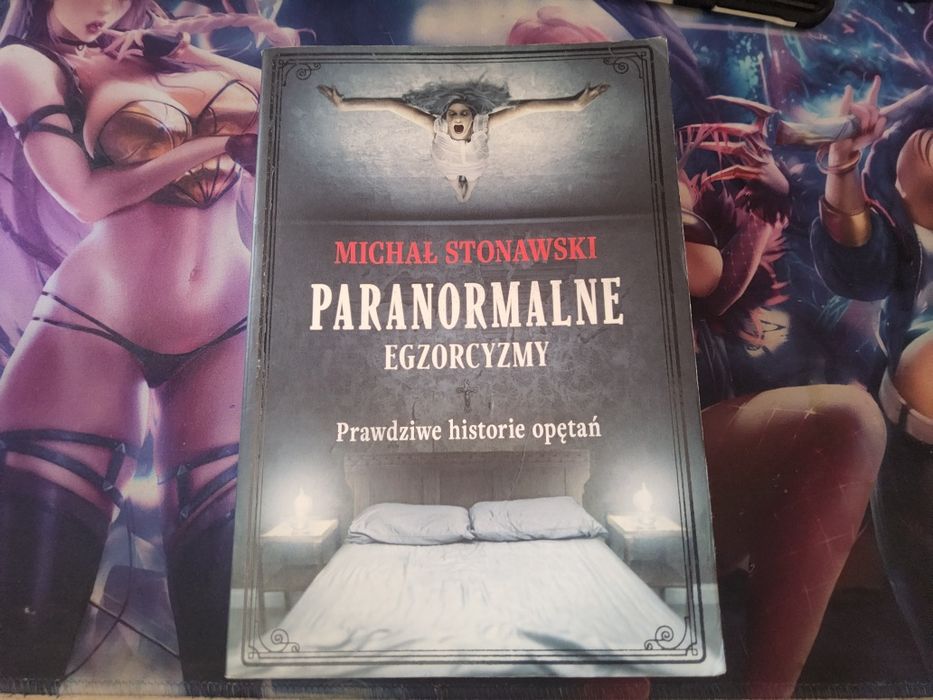 MICHAŁ STONAWSKI
PARANORMALNE
EGZORCYZMY
Prawdziwe historie opętań